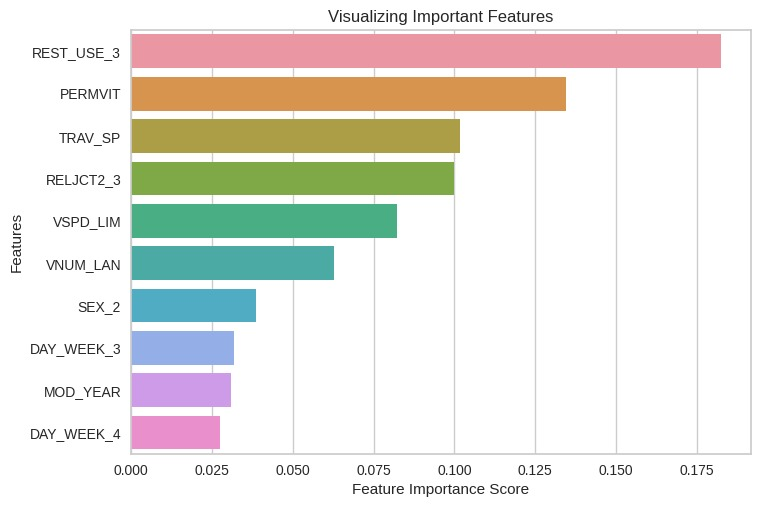 Visualizing Important Features
REST_USE_3
PERMVIT
TRAV_SP
RELJCT2_3
VSPD_LIM
VNUM_LAN
SEX_2
DAY_WEEK_3
MOD_YEAR
DAY_WEEK_4
Features
0.000 0.025 0.050 0.075 0.100 0.125 0.150 0.175
Feature Importance Score